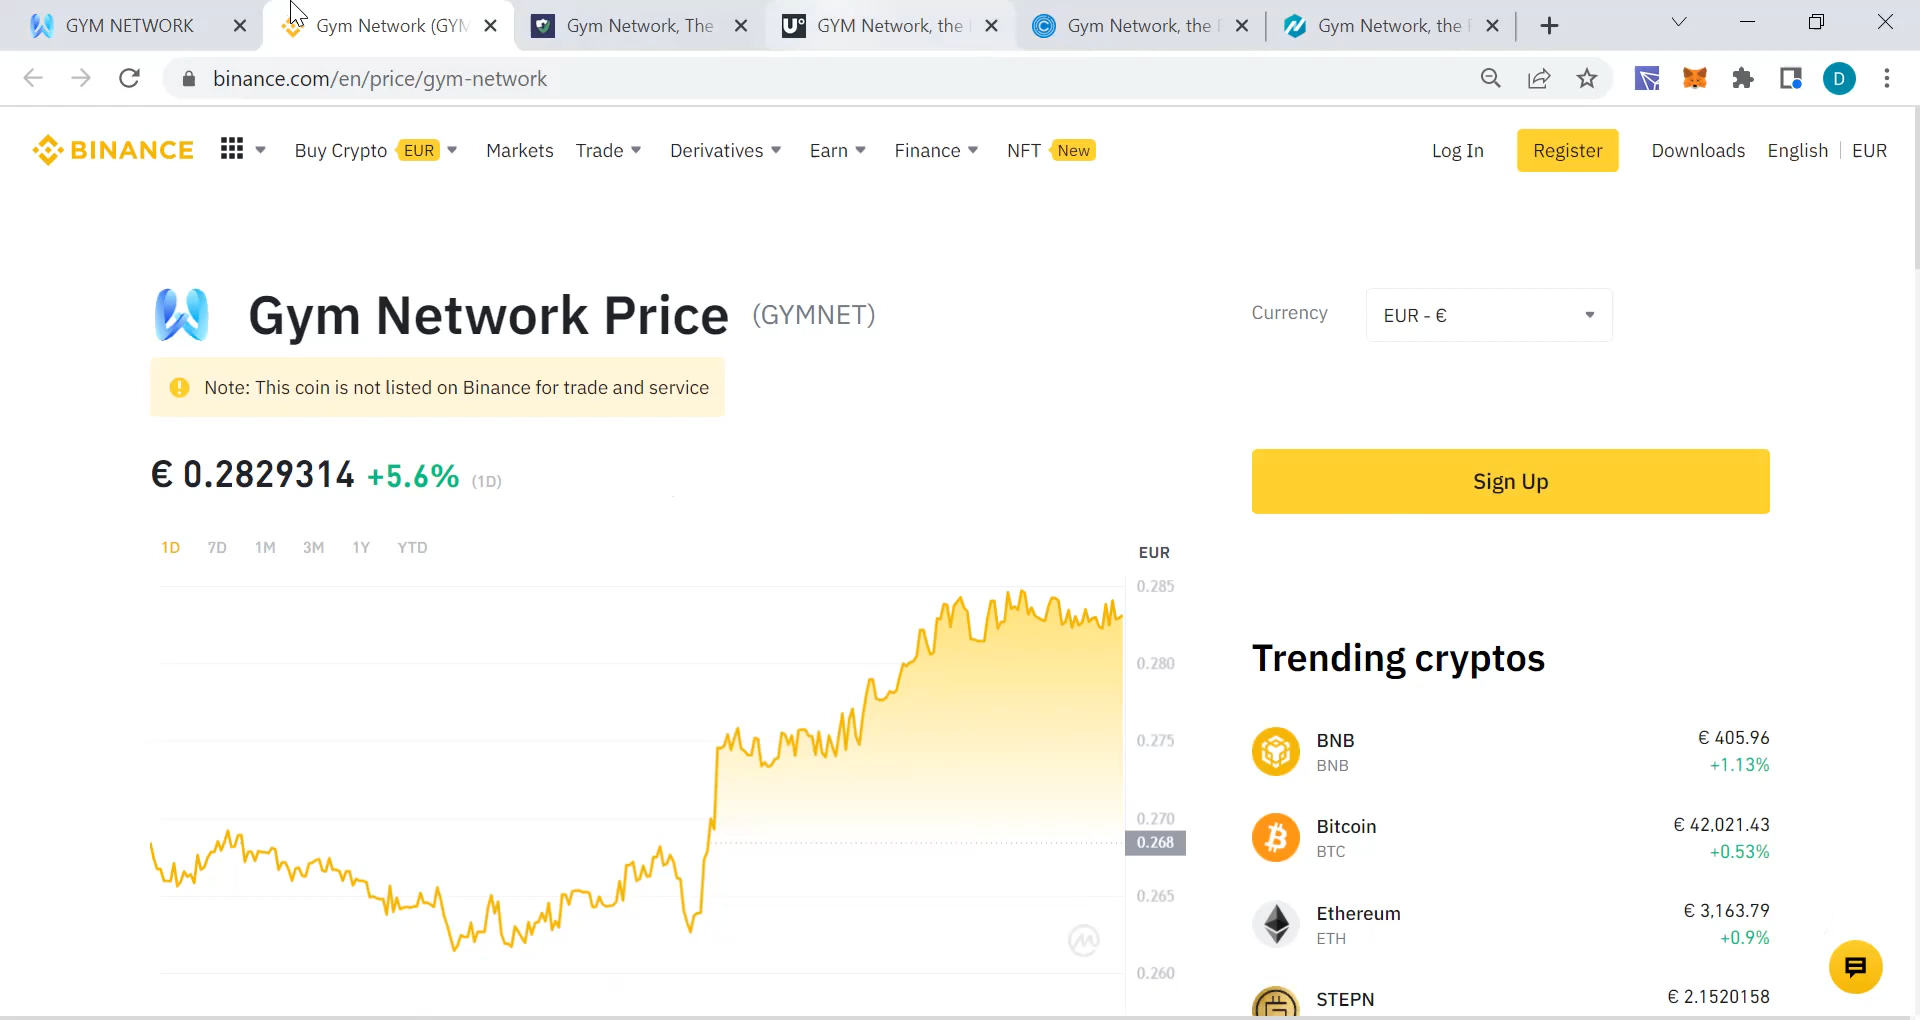 GYM NETWORK
Gym Network (GYM
Gym Network, The
GYM Network, the
Gym Network, the
Gym Network, the
binance.com/en/price/gym-network
D
BINANCE
Buy Crypto EUR
Markets
Trade
Derivatives
Earn
Finance
NFT New
Log In
Register
Downloads
English
EUR
Gym Network Price (GYMNET)
Currency
EUR - €
Note: This coin is not listed on Binance for trade and service
€ 0.2829314 +5.6% (1D)
Sign Up
1D 7D 1M 3M 1Y YTD
EUR
0.285
0.280
0.275
0.270
0.268
0.265
0.260
Trending cryptos
BNB € 405.96
BNB +1.13%
Bitcoin € 42,021.43
BTC +0.53%
Ethereum € 3,163.79
ETH +0.9%
STEPN € 2.1520158